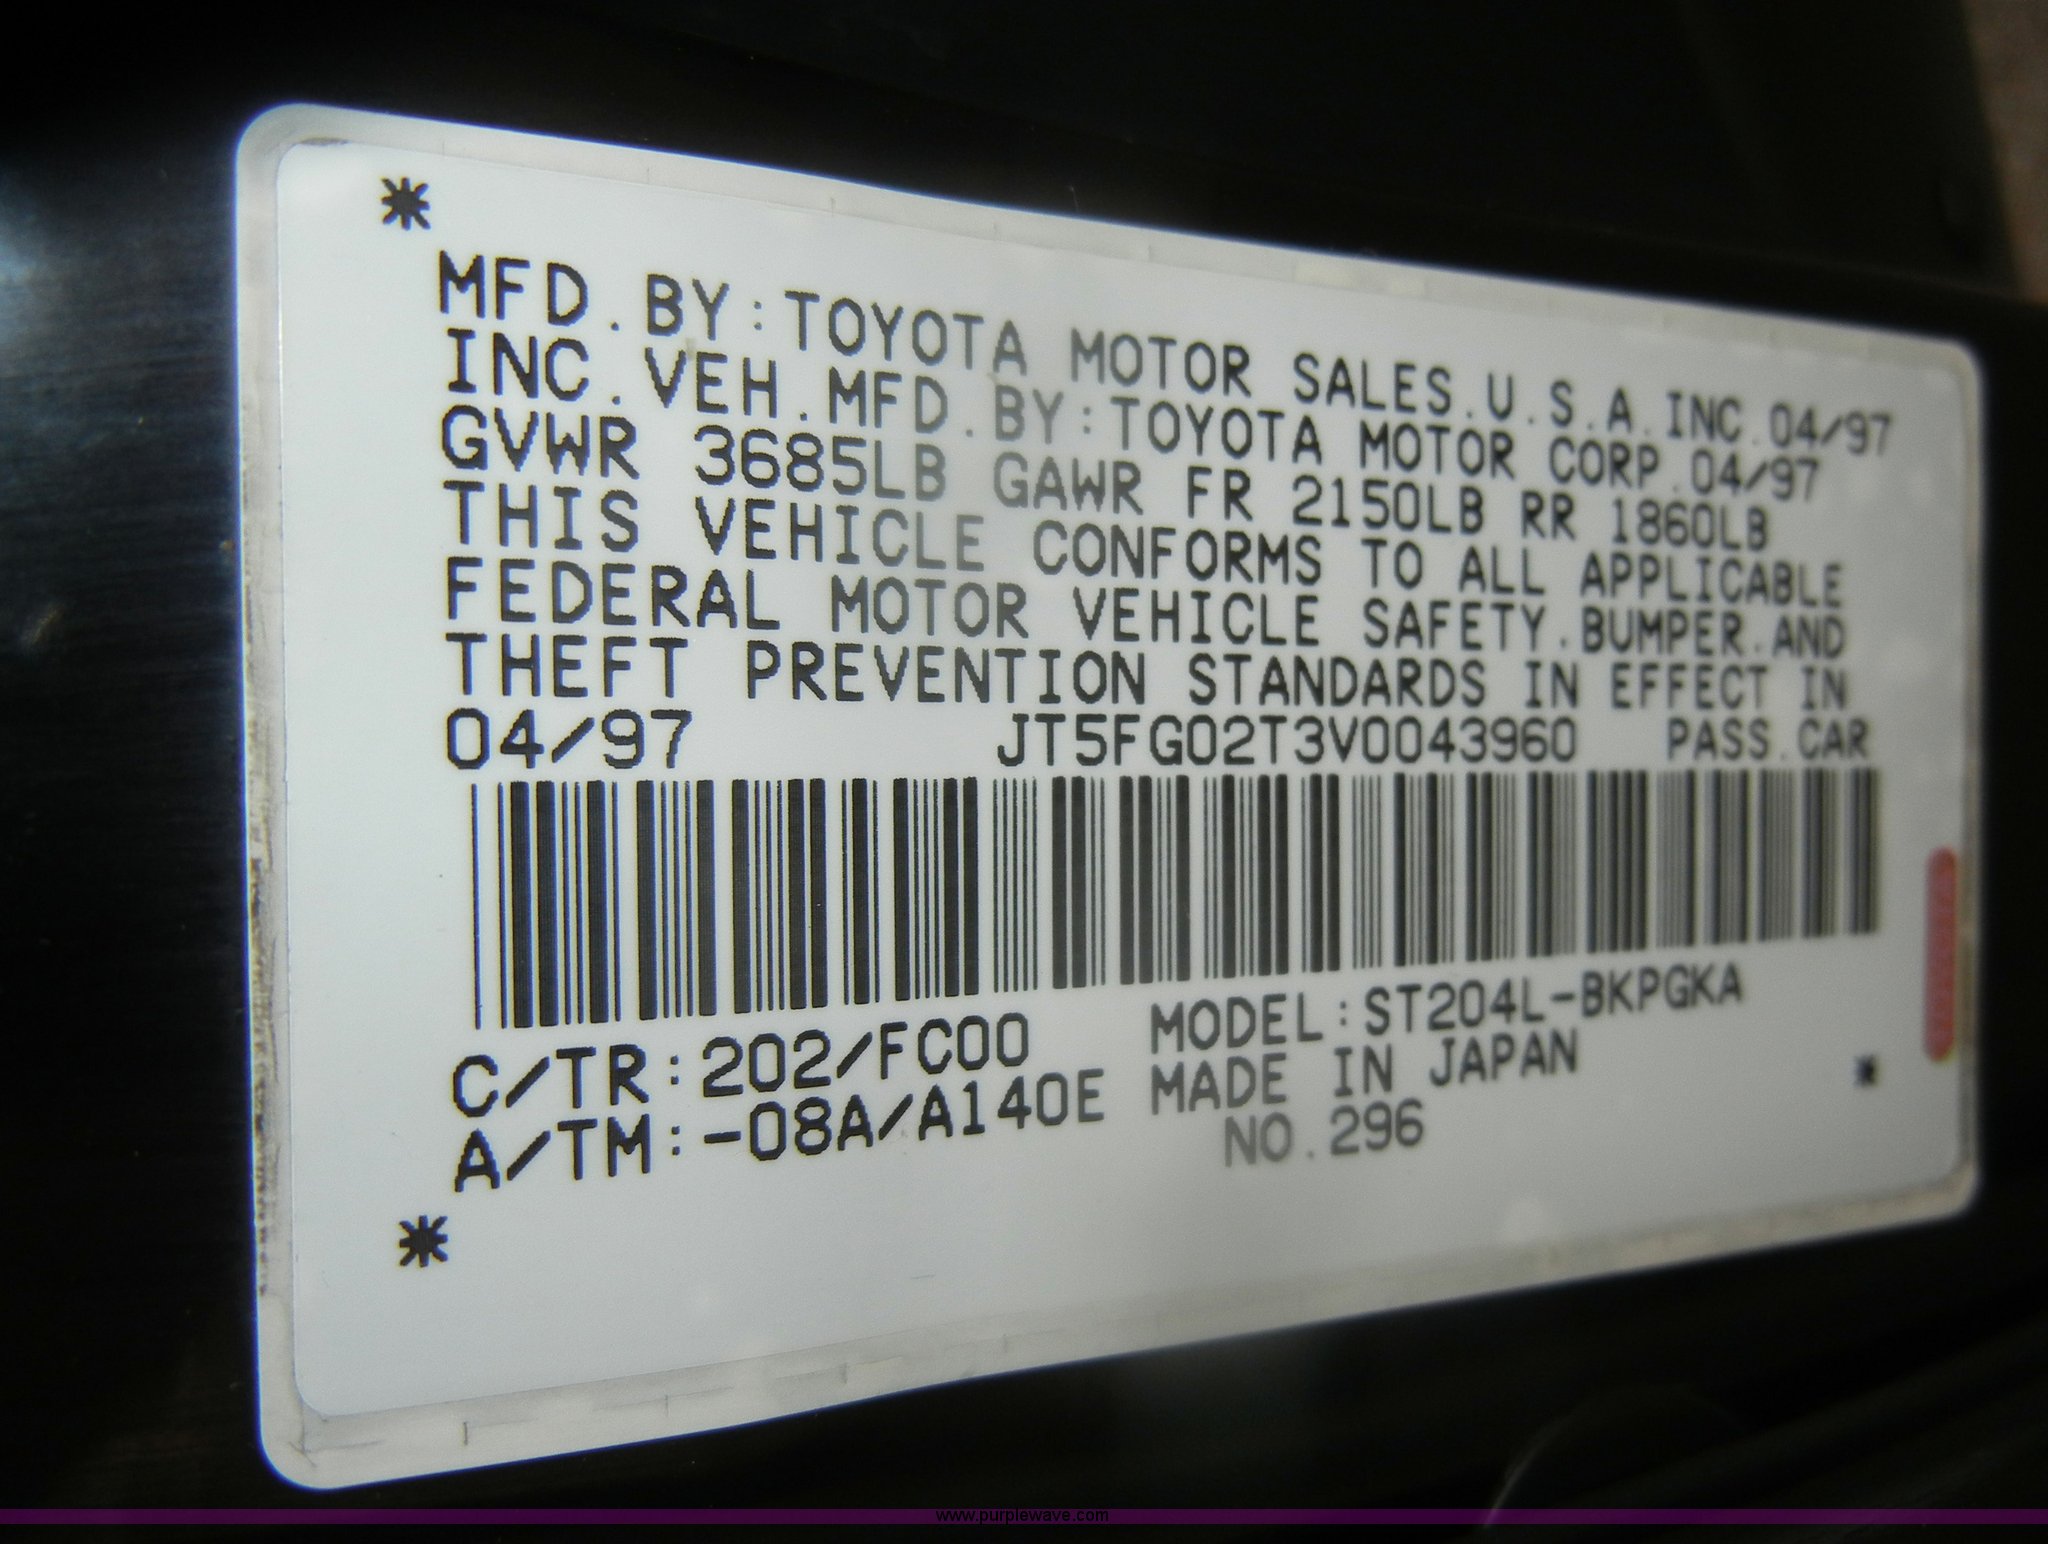 *
MFD.BY:TOYOTA MOTOR SALES.U.S.A.INC.04/97
INC.VEH.MFD.BY:TOYOTA MOTOR CORP.04/97
GVWR 3685LB GAWR FR 2150LB RR 1860LB
THIS VEHICLE CONFORMS TO ALL APPLICABLE
FEDERAL MOTOR VEHICLE SAFETY.BUMPER.AND
THEFT PREVENTION STANDARDS IN EFFECT IN
04/97 JT5FG02T3V0043960 PASS.CAR
C/TR:202/FC00 MODEL:ST204L-BKPGKA
A/TM:-08A/A140E MADE IN JAPAN
NO.296
*
*
www.purplewave.com